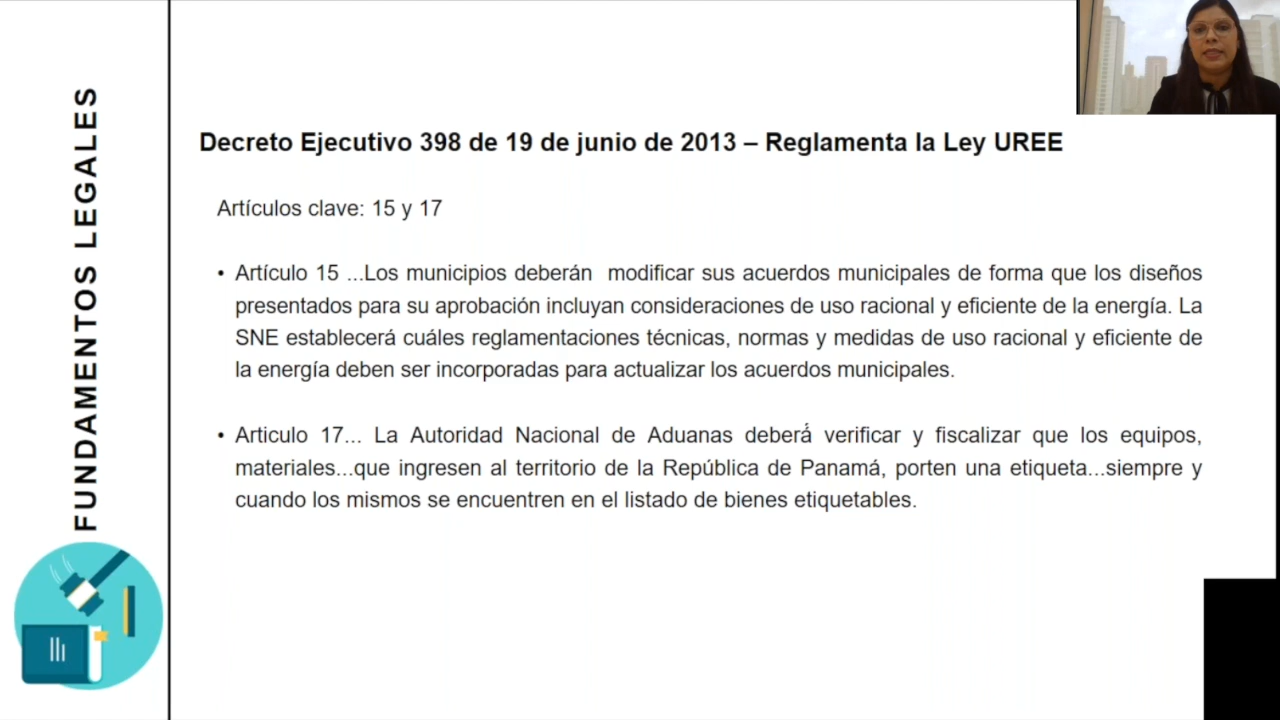 FUNDAMENTOS LEGALES
Decreto Ejecutivo 398 de 19 de junio de 2013 – Reglamenta la Ley UREE
Artículos clave: 15 y 17
• Artículo 15 ...Los municipios deberán modificar sus acuerdos municipales de forma que los diseños
presentados para su aprobación incluyan consideraciones de uso racional y eficiente de la energía. La
SNE establecerá cuáles reglamentaciones técnicas, normas y medidas de uso racional y eficiente de
la energía deben ser incorporadas para actualizar los acuerdos municipales.
• Articulo 17... La Autoridad Nacional de Aduanas deberá verificar y fiscalizar que los equipos,
materiales...que ingresen al territorio de la República de Panamá, porten una etiqueta...siempre y
cuando los mismos se encuentren en el listado de bienes etiquetables.